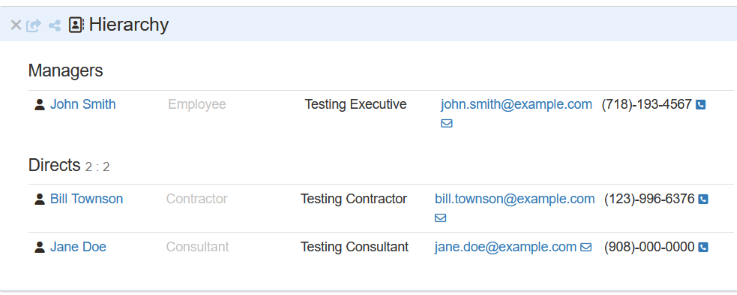 Hierarchy
Managers
John Smith Employee Testing Executive john.smith@example.com (718)-193-4567
Directs 2 : 2
Bill Townson Contractor Testing Contractor bill.townson@example.com (123)-996-6376
Jane Doe Consultant Testing Consultant jane.doe@example.com (908)-000-0000